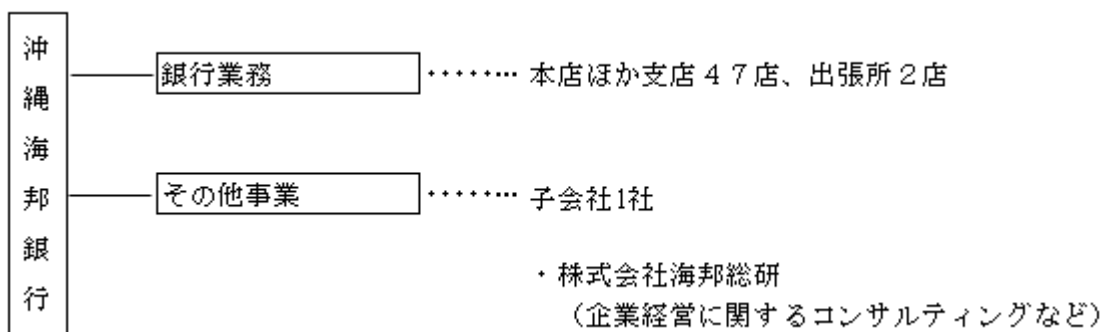 沖縄海邦銀行
銀行業務 ‥‥‥‥ 本店ほか支店４７店、出張所２店
その他事業 ‥‥‥‥ 子会社1社
・株式会社海邦総研
（企業経営に関するコンサルティングなど）